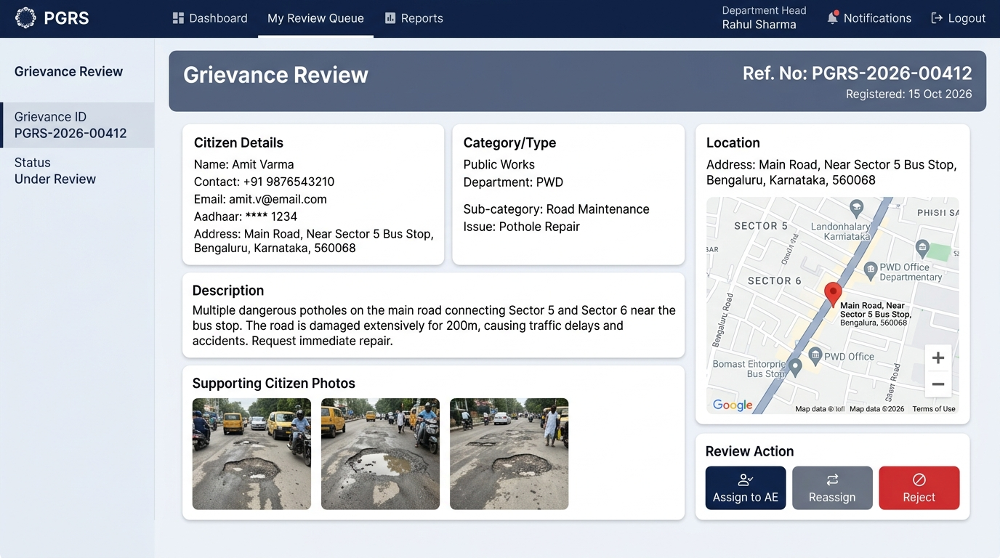 PGRS
Dashboard
My Review Queue
Reports
Department Head
Rahul Sharma
Notifications
Logout
Grievance Review
Grievance ID
PGRS-2026-00412
Status
Under Review
Grievance Review
Ref. No: PGRS-2026-00412
Registered: 15 Oct 2026
Citizen Details
Name: Amit Varma
Contact: +91 9876543210
Email: amit.v@email.com
Aadhaar: **** 1234
Address: Main Road, Near Sector 5 Bus Stop,
Bengaluru, Karnataka, 560068
Category/Type
Public Works
Department: PWD
Sub-category: Road Maintenance
Issue: Pothole Repair
Description
Multiple dangerous potholes on the main road connecting Sector 5 and Sector 6 near the
bus stop. The road is damaged extensively for 200m, causing traffic delays and
accidents. Request immediate repair.
Supporting Citizen Photos
Location
Address: Main Road, Near Sector 5 Bus Stop,
Bengaluru, Karnataka, 560068
SECTOR 5
Landonhalary
Karmiataka
PHISH SA
SAR
PWD Office
Departmentary
SECTOR 6
Main Road, Near
Sector 5 Bus Stop,
Bengalura, 560068
Bengaluru Road
PWD Office
Bomast Entorprie
Bus Stop
Road
+
−
Google
Map data ©
Map data ©2026
Terms of Use
Review Action
Assign to AE
Reassign
Reject